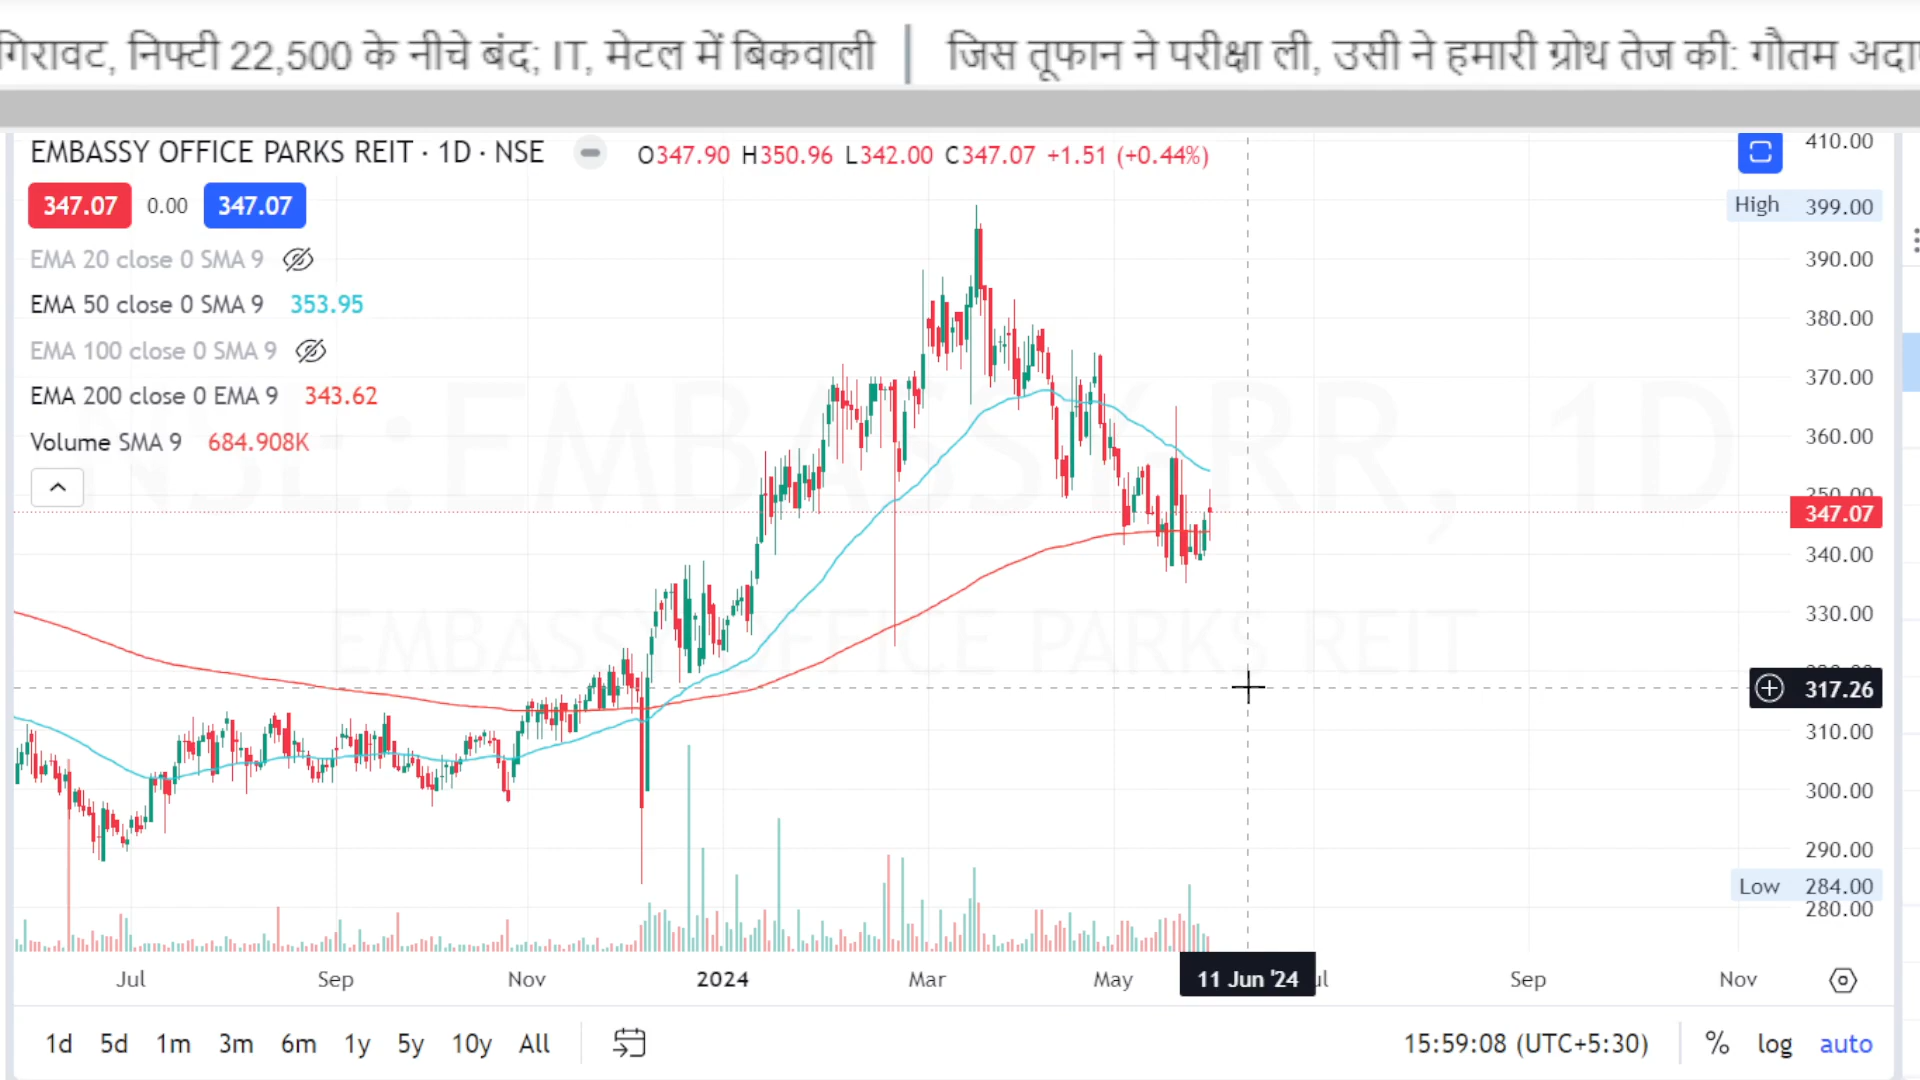 गिरावट, निफ्टी 22,500 के नीचे बंद; IT, मेटल में बिकवाली | जिस तूफान ने परीक्षा ली, उसी ने हमारी ग्रोथ तेज की: गौतम
EMBASSY OFFICE PARKS REIT · 1D · NSE O347.90 H350.96 L342.00 C347.07 +1.51 (+0.44%)
347.07 0.00 347.07
EMA 20 close 0 SMA 9
EMA 50 close 0 SMA 9 353.95
EMA 100 close 0 SMA 9
EMA 200 close 0 EMA 9 343.62
Volume SMA 9 684.908K
410.00
High 399.00
390.00
380.00
370.00
360.00
350.00
347.07
340.00
330.00
317.26
310.00
300.00
290.00
Low 284.00
280.00
EMBASSY OFFICE PARKS REIT
Jul Sep Nov 2024 Mar May 11 Jun '24 Sep Nov
1d 5d 1m 3m 6m 1y 5y 10y All 15:59:08 (UTC+5:30) % log auto